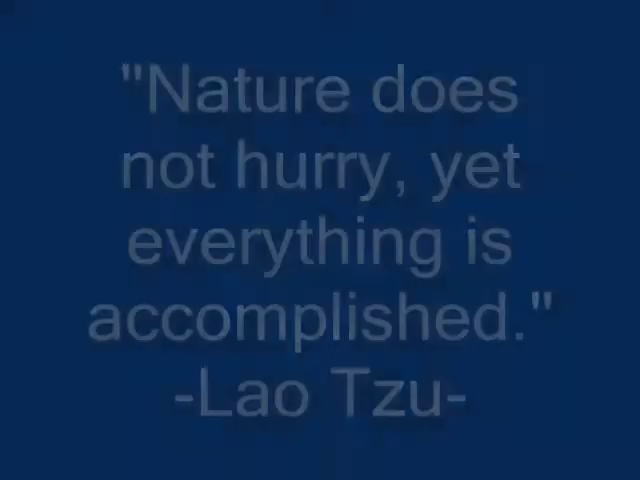 "Nature does
not hurry, yet
everything is
accomplished."
-Lao Tzu-